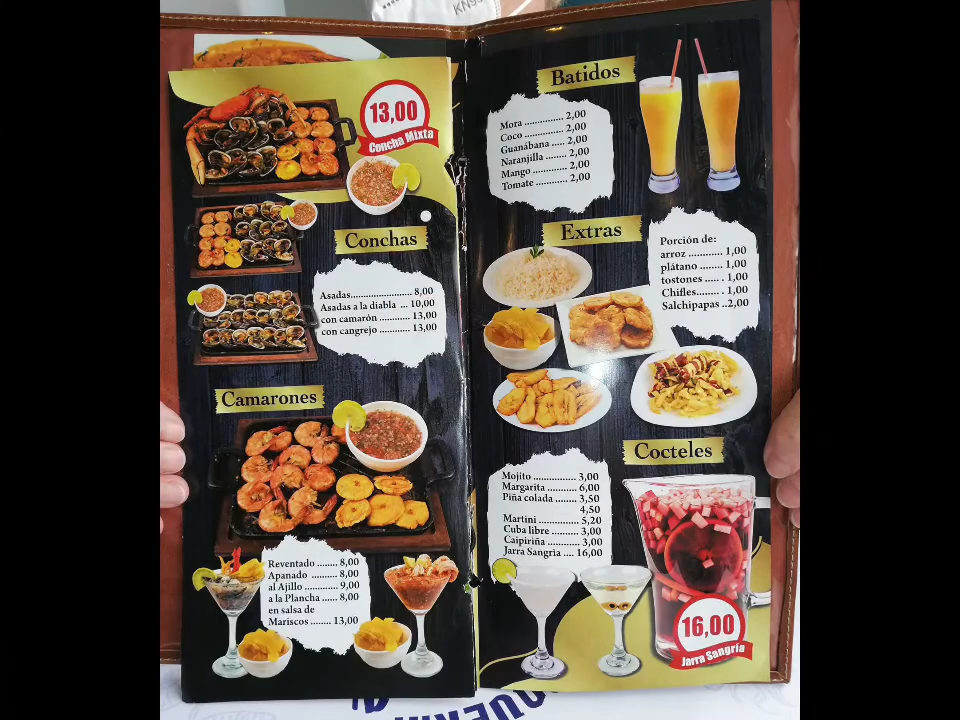 KN95
13,00
Concha Mixta
Conchas
Asadas........................ 8,00
Asadas a la diabla ... 10,00
con camarón ............ 13,00
con cangrejo ............ 13,00
Camarones
Reventado ........ 8,00
Apanado .......... 8,00
al Ajillo ............. 9,00
a la Plancha ...... 8,00
en salsa de
Mariscos ........... 13,00
Batidos
Mora ............... 2,00
Coco ............... 2,00
Guanábana ..... 2,00
Naranjilla ........ 2,00
Mango ............ 2,00
Tomate ............ 2,00
Extras
Porción de:
arroz ............. 1,00
plátano ......... 1,00
tostones ...... . 1,00
Chifles........ . 1,00
Salchipapas ..2,00
Cocteles
Mojito .................. 3,00
Margarita ............ 6,00
Piña colada ......... 3,50
4,50
Martini ................ 5,20
Cuba libre ............ 3,00
Caipiriña ............. 3,00
Jarra Sangria .... 16,00
16,00
Jarra Sangría